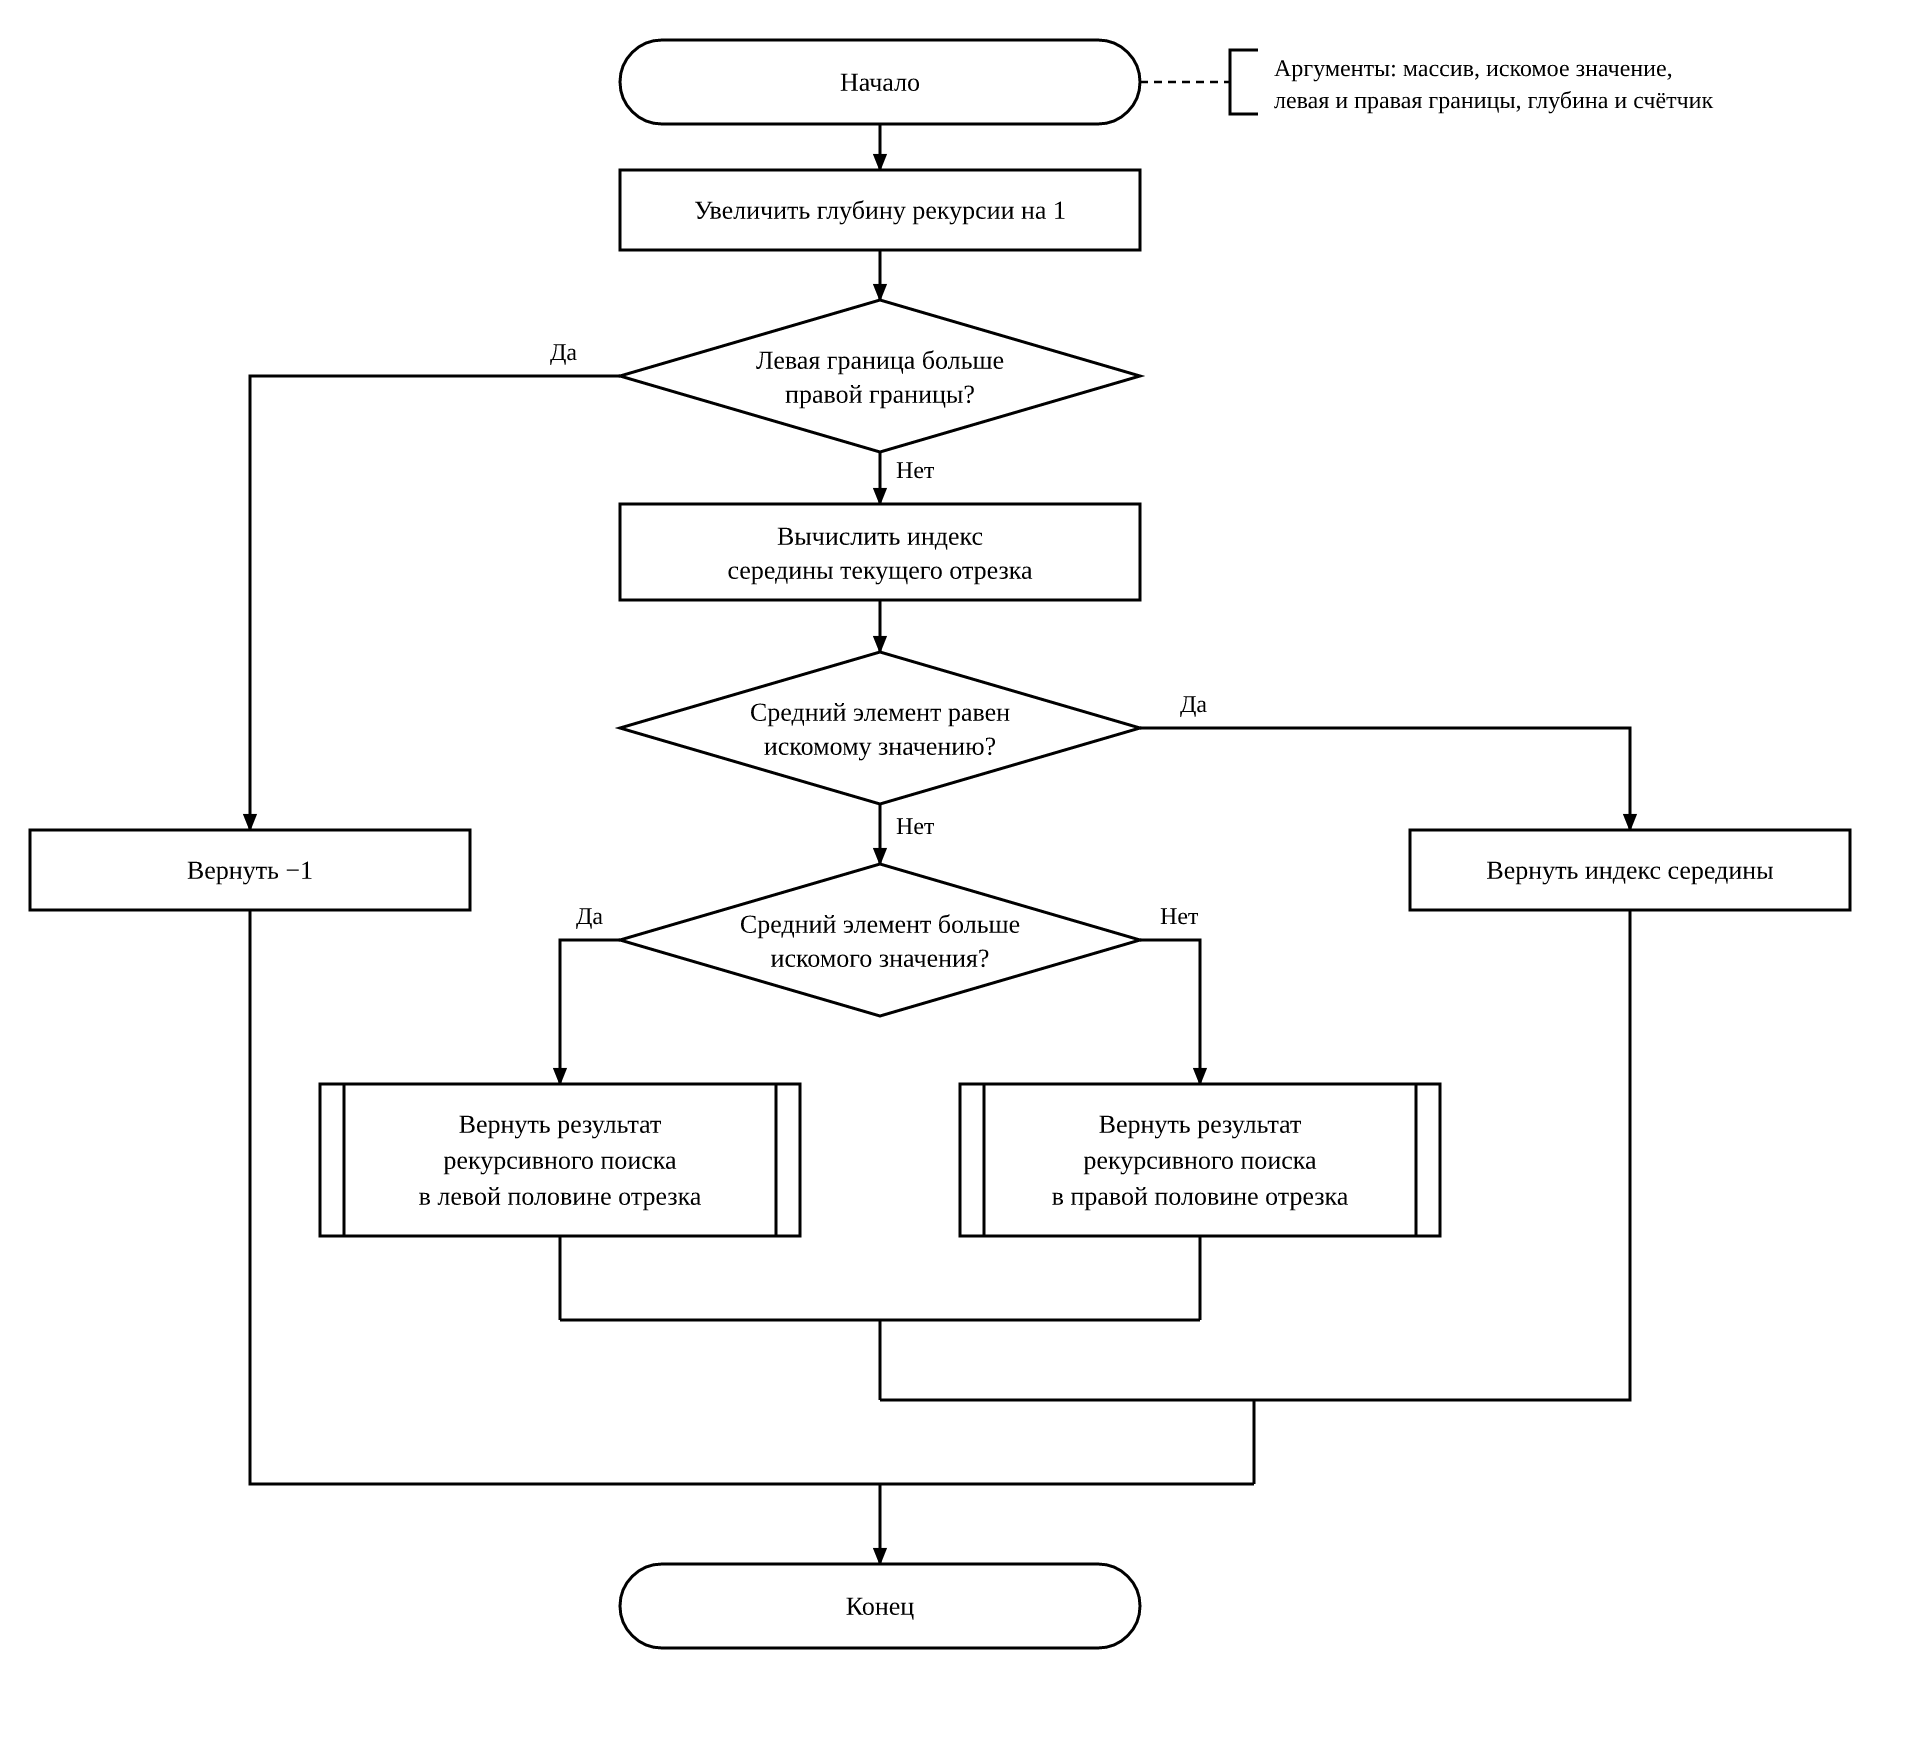 Начало
Аргументы: массив, искомое значение,
левая и правая границы, глубина и счётчик
Увеличить глубину рекурсии на 1
Да
Левая граница больше
правой границы?
Нет
Вычислить индекс
середины текущего отрезка
Да
Средний элемент равен
искомому значению?
Нет
Вернуть −1
Вернуть индекс середины
Да
Средний элемент больше
искомого значения?
Нет
Вернуть результат
рекурсивного поиска
в левой половине отрезка
Вернуть результат
рекурсивного поиска
в правой половине отрезка
Конец